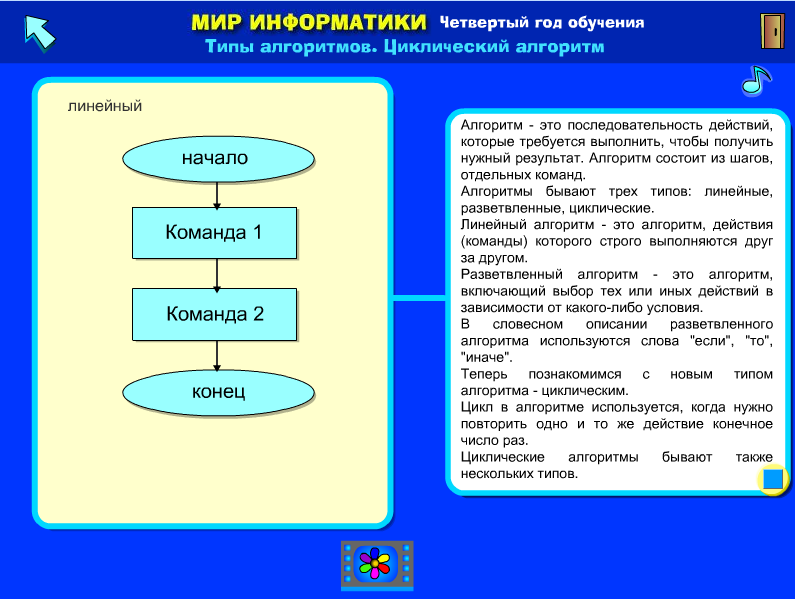 МИР ИНФОРМАТИКИ Четвертый год обучения
Типы алгоритмов. Циклический алгоритм
линейный
начало
Команда 1
Команда 2
конец
Алгоритм - это последовательность действий,
которые требуется выполнить, чтобы получить
нужный результат. Алгоритм состоит из шагов,
отдельных команд.
Алгоритмы бывают трех типов: линейные,
разветвленные, циклические.
Линейный алгоритм - это алгоритм, действия
(команды) которого строго выполняются друг
за другом.
Разветвленный алгоритм - это алгоритм,
включающий выбор тех или иных действий в
зависимости от какого-либо условия.
В словесном описании разветвленного
алгоритма используются слова "если", "то",
"иначе".
Теперь познакомимся с новым типом
алгоритма - циклическим.
Цикл в алгоритме используется, когда нужно
повторить одно и то же действие конечное
число раз.
Циклические алгоритмы бывают также
нескольких типов.